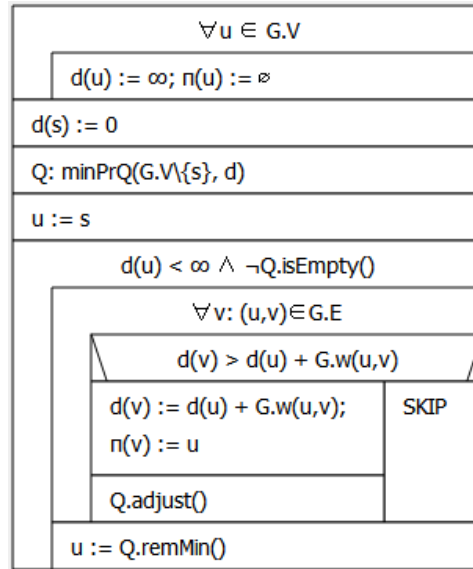 ∀u ∈ G.V
d(u) := ∞; π(u) := ⌀
d(s) := 0
Q: minPrQ(G.V\{s}, d)
u := s
d(u) < ∞ ∧ ¬Q.isEmpty()
∀v: (u,v)∈G.E
d(v) > d(u) + G.w(u,v)
d(v) := d(u) + G.w(u,v);
π(v) := u
SKIP
Q.adjust()
u := Q.remMin()